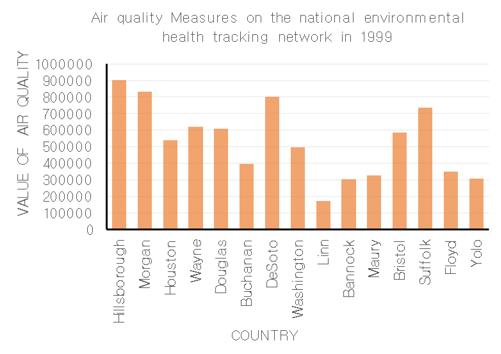 Air quality Measures on the national environmental
health tracking network in 1999
VALUE OF AIR QUALITY
1000000
900000
800000
700000
600000
500000
400000
300000
200000
100000
0
Hillsborough
Morgan
Houston
Wayne
Douglas
Buchanan
DeSoto
Washington
Linn
Bannock
Maury
Bristol
Suffolk
Floyd
Yolo
COUNTRY